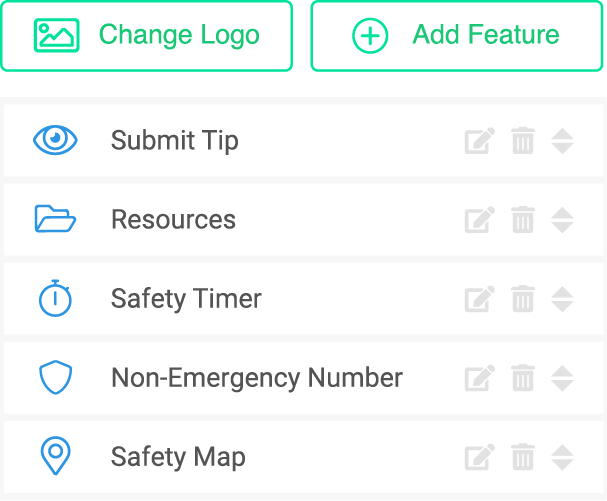 Change Logo
Add Feature
Submit Tip
Resources
Safety Timer
Non-Emergency Number
Safety Map